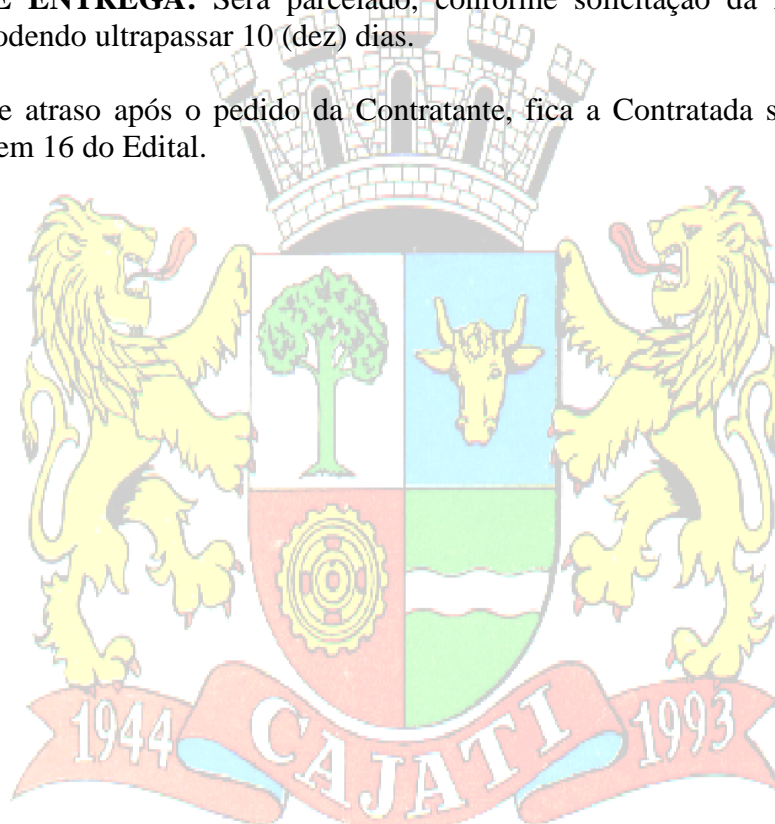 E ENTREGA: Será parcelado, conforme solicitação da
odendo ultrapassar 10 (dez) dias.
e atraso após o pedido da Contratante, fica a Contratada s
em 16 do Edital.
1944 CAJATI 1993